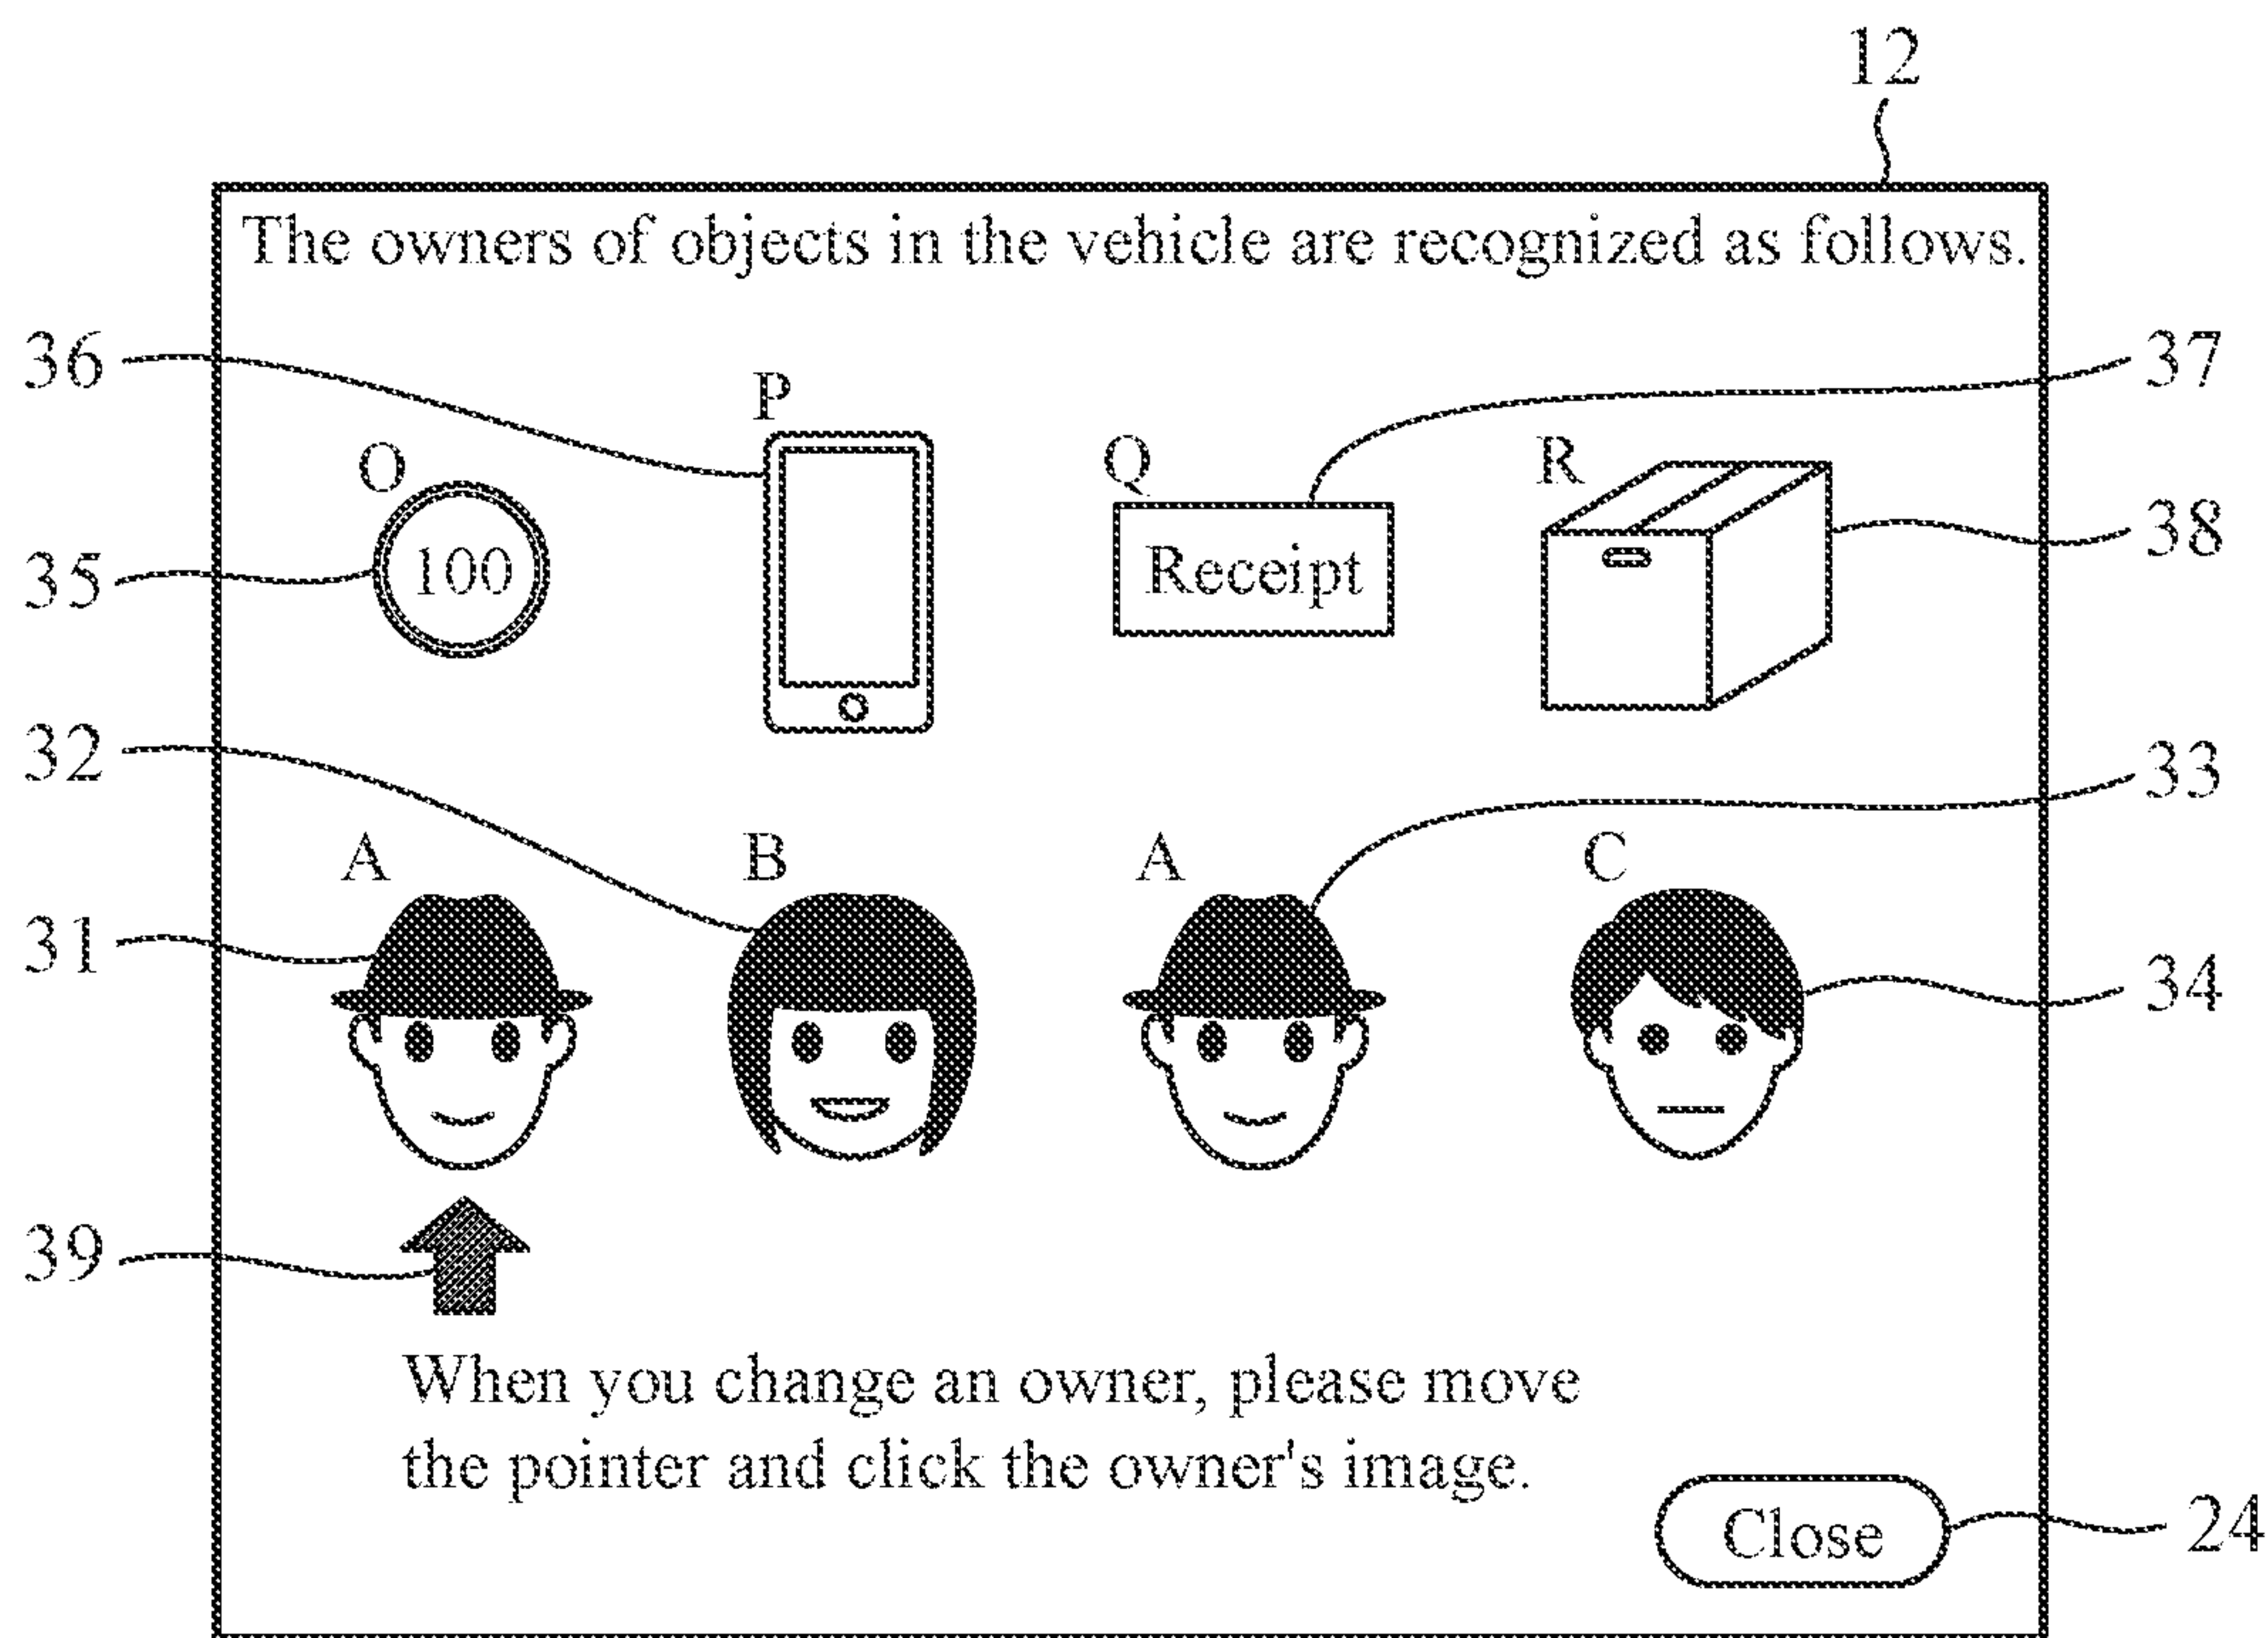 12
The owners of objects in the vehicle are recognized as follows.
36
P
37
O
Q
R
35
100
Receipt
38
32
33
A
B
A
C
31
34
39
When you change an owner, please move
the pointer and click the owner's image.
Close
24